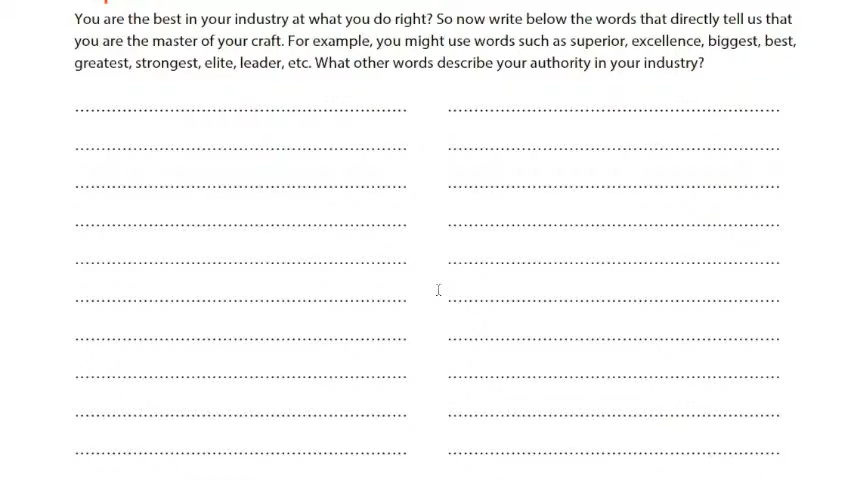 You are the best in your industry at what you do right? So now write below the words that directly tell us that
you are the master of your craft. For example, you might use words such as superior, excellence, biggest, best,
greatest, strongest, elite, leader, etc. What other words describe your authority in your industry?